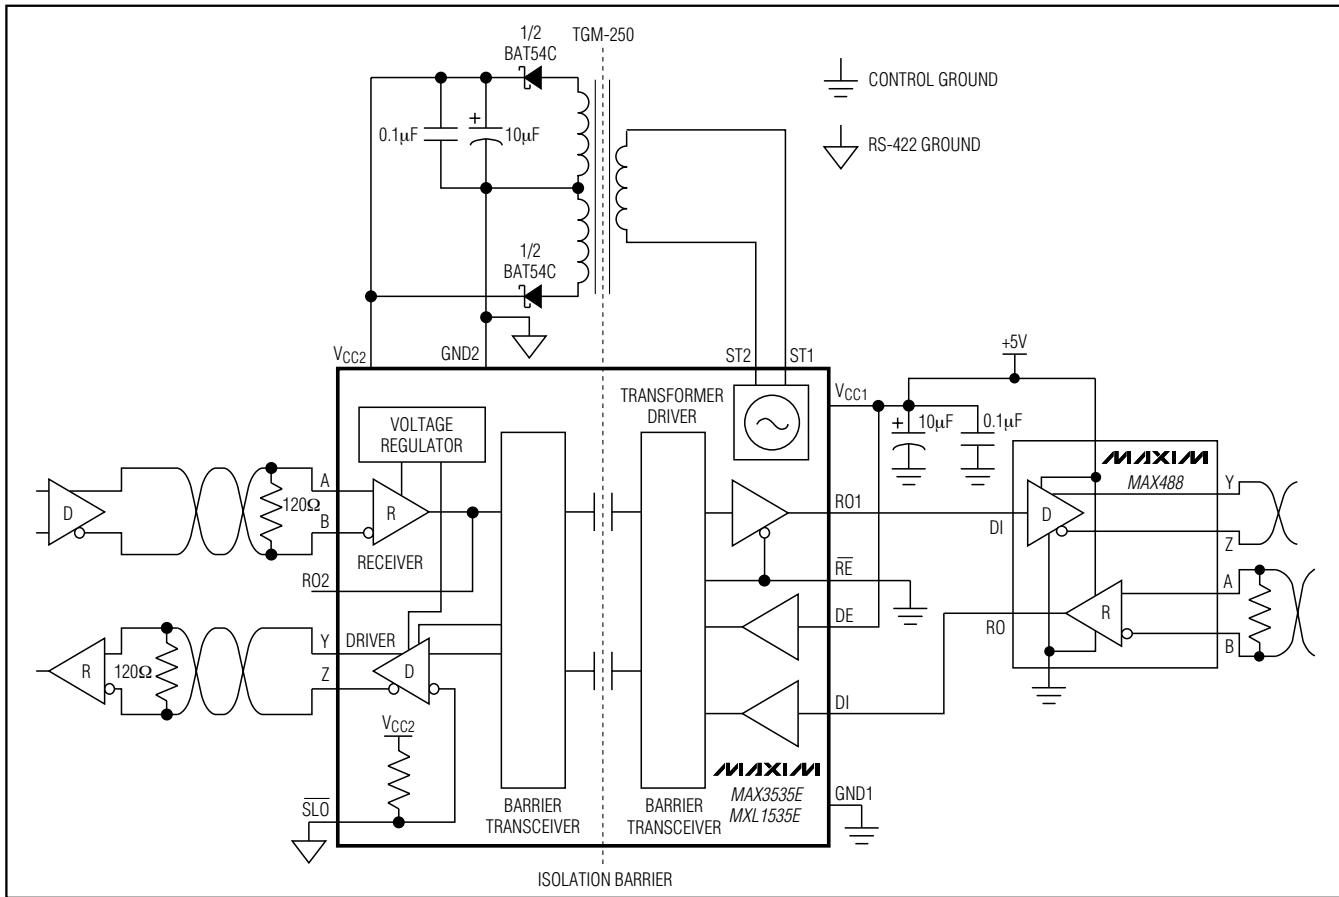 1/2
BAT54C
TGM-250
CONTROL GROUND
+
0.1µF
10µF
RS-422 GROUND
1/2
BAT54C
VCC2
GND2
ST2
ST1
+5V
VCC1
TRANSFORMER
DRIVER
VOLTAGE
REGULATOR
+
10µF
0.1µF
MAXIM
MAX488
A
120Ω
B
D
R
RECEIVER
RO1
DI
D
Y
Z
RO2
RE
A
DE
RO
R
B
Y
DRIVER
Z
D
R
120Ω
DI
VCC2
MAXIM
MAX3535E
MXL1535E
GND1
SLO
BARRIER
TRANSCEIVER
BARRIER
TRANSCEIVER
ISOLATION BARRIER